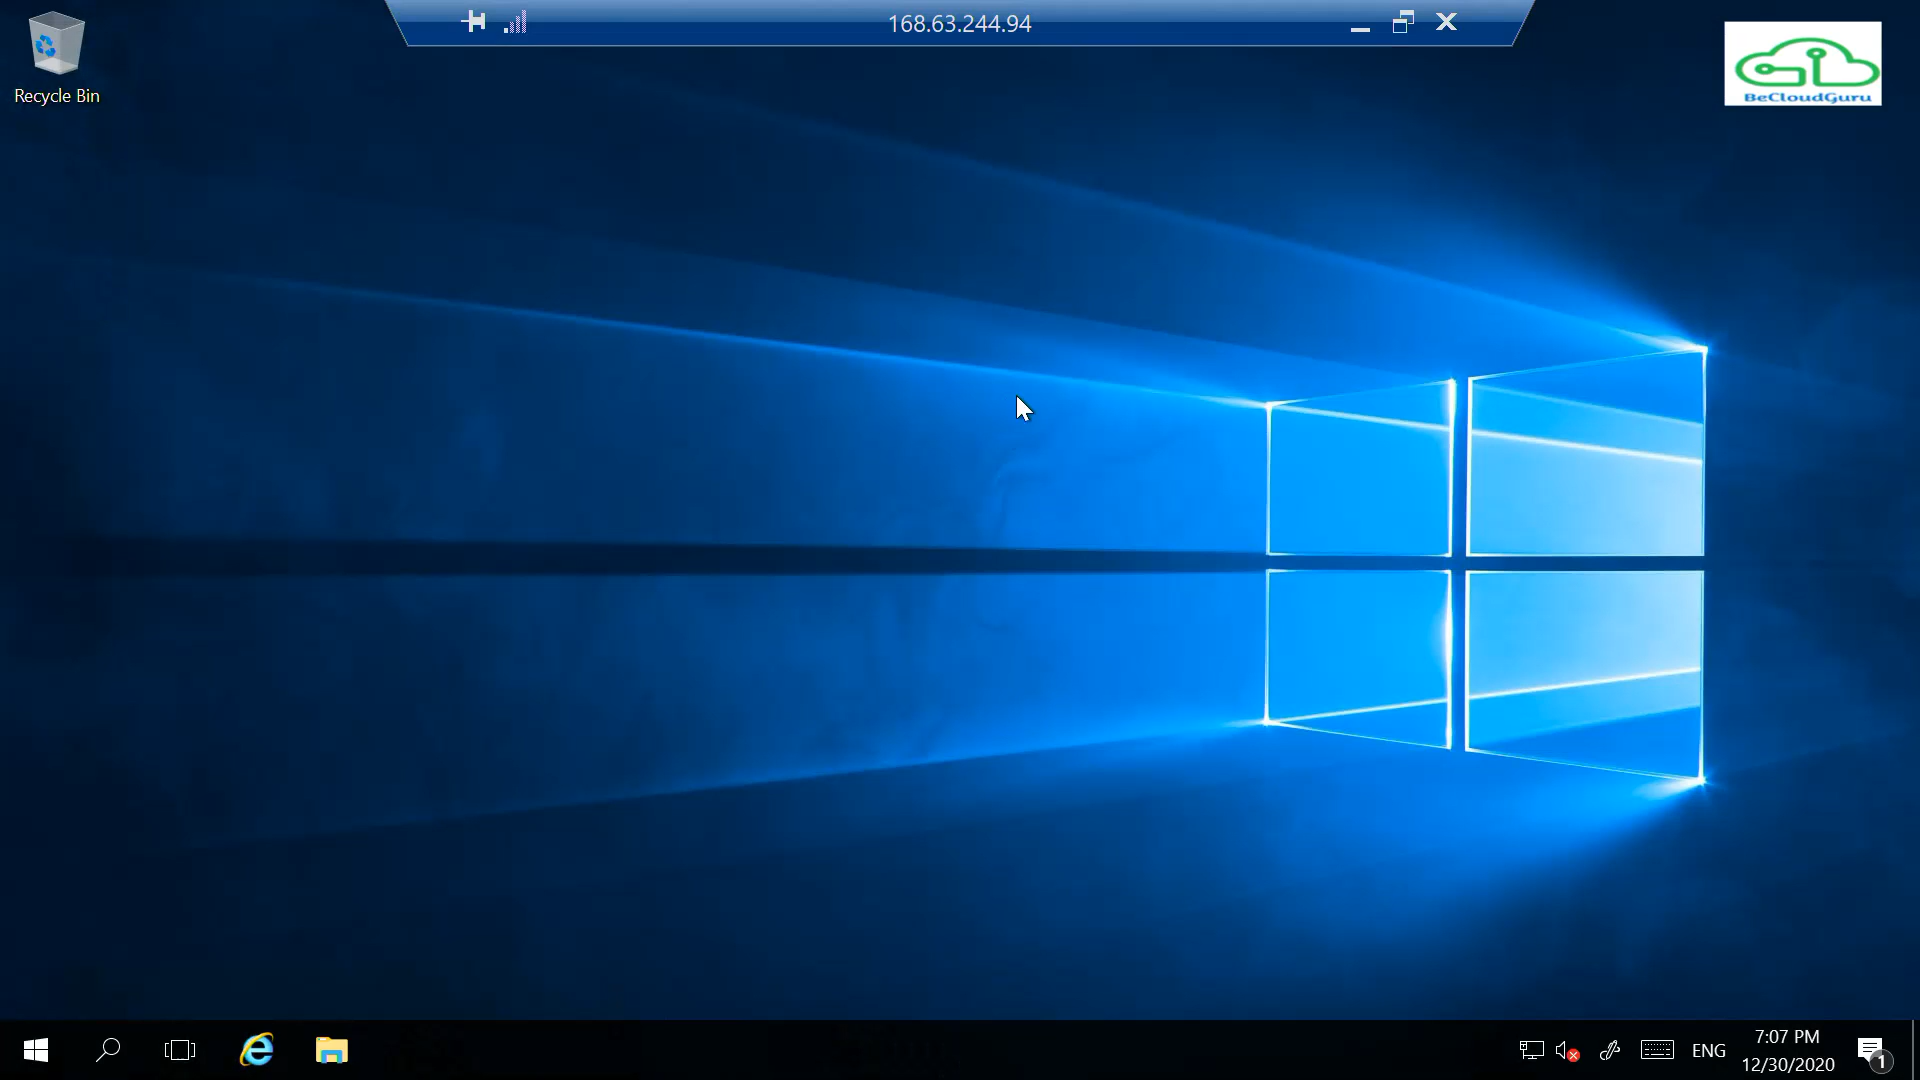 168.63.244.94
BeCloudGuru
Recycle Bin
ENG
7:07 PM
12/30/2020
1